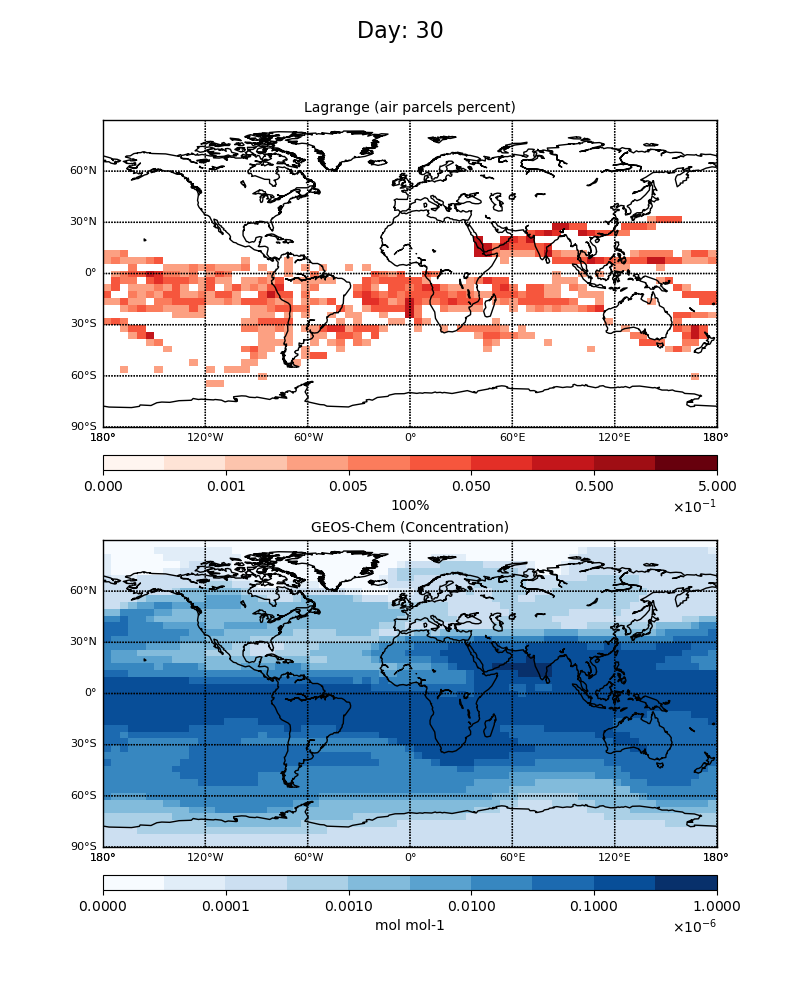 Day: 30
Lagrange (air parcels percent)
60°N
30°N
0°
30°S
60°S
90°S
180° 120°W 60°W 0° 60°E 120°E 180°
0.000 0.001 0.005 0.050 0.500 5.000
100% ×10⁻¹
GEOS-Chem (Concentration)
60°N
30°N
0°
30°S
60°S
90°S
180° 120°W 60°W 0° 60°E 120°E 180°
0.0000 0.0001 0.0010 0.0100 0.1000 1.0000
mol mol-1 ×10⁻⁶